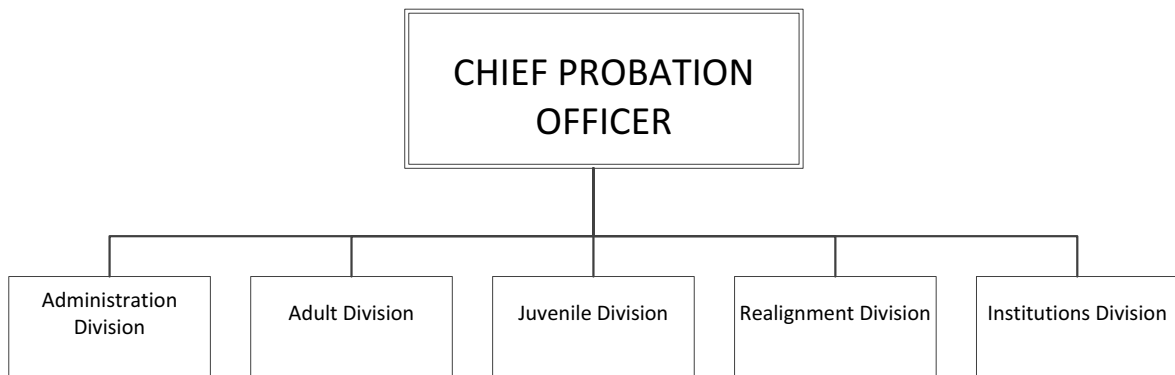 CHIEF PROBATION
OFFICER
Administration
Division
Adult Division
Juvenile Division
Realignment Division
Institutions Division